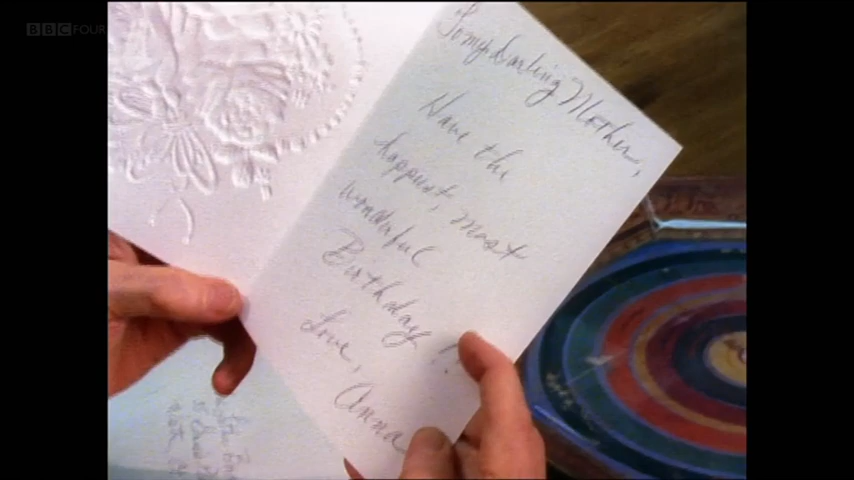 BBC FOUR
To my Darling Mother,
Have the
happiest, most
wonderful
Birthday!!
Love,
Anna